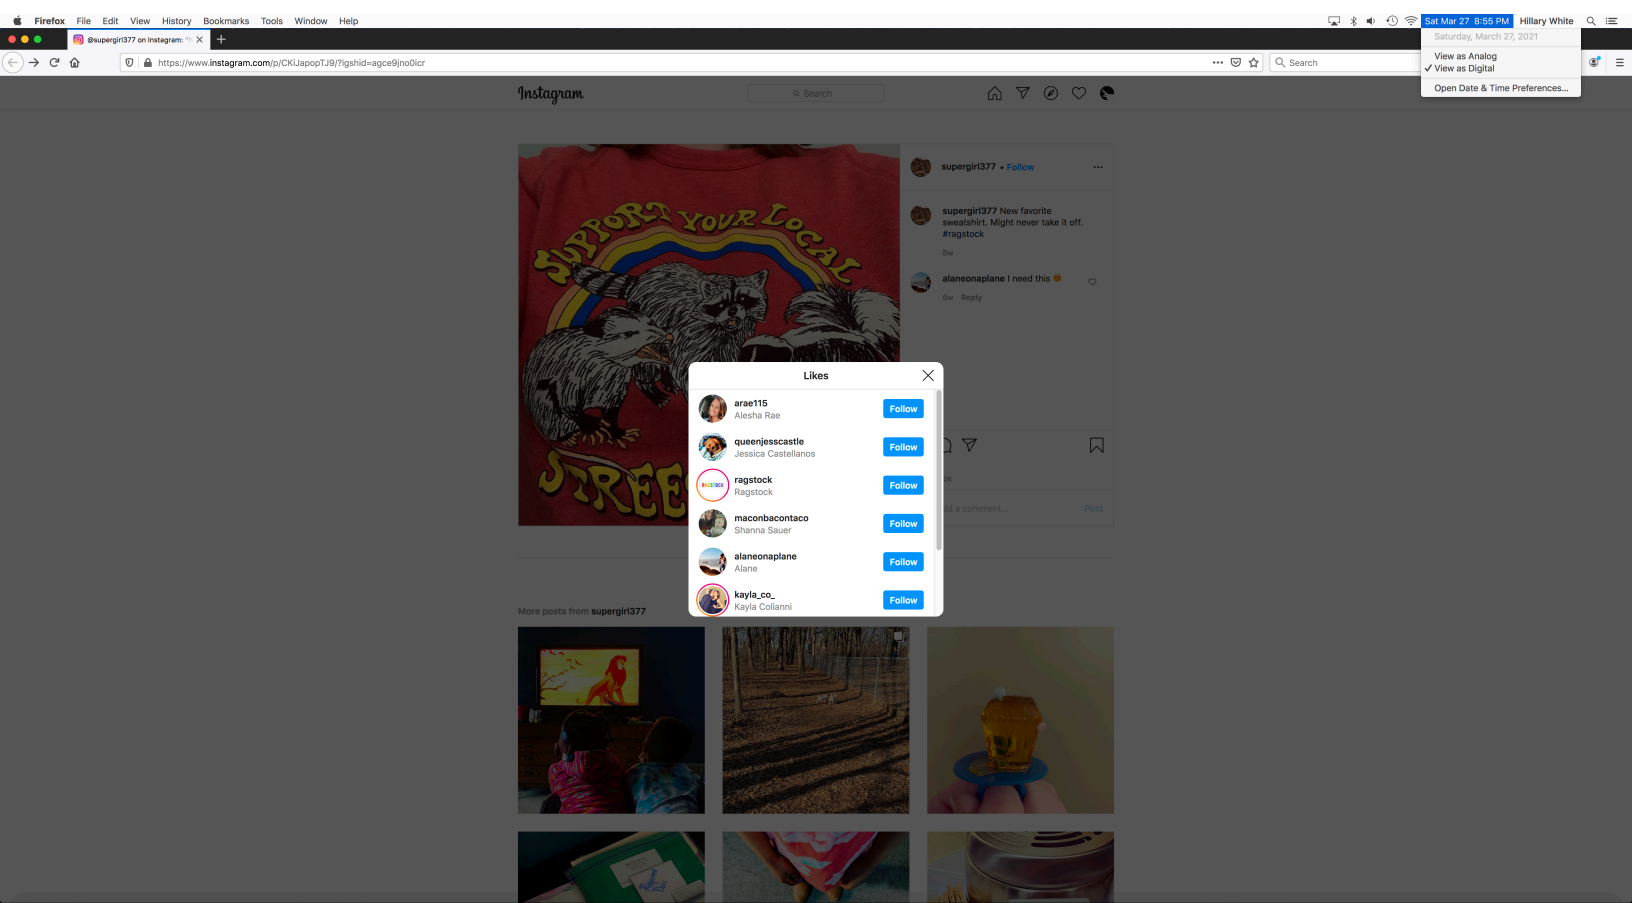 Firefox File Edit View History Bookmarks Tools Window Help
Sat Mar 27 8:55 PM Hillary White
@supergirl377 on Instagram: "N
Saturday, March 27, 2021
View as Analog
✓ View as Digital
Open Date & Time Preferences...
https://www.instagram.com/p/CKiJapopTJ9/?igshid=agce9jno0icr
Search
Instagram
Search
SUPPORT YOUR LOCAL
STREE
supergirl377 • Follow
supergirl377 New favorite
sweatshirt. Might never take it off.
#ragstock
8w
alaneonaplane I need this 😍
8w Reply
d a comment... Post
Likes
arae115
Alesha Rae
Follow
queenjesscastle
Jessica Castellanos
Follow
RAGSTOCK
ragstock
Ragstock
Follow
maconbacontaco
Shanna Sauer
Follow
alaneonaplane
Alane
Follow
kayla_co_
Kayla Colianni
Follow
More posts from supergirl377